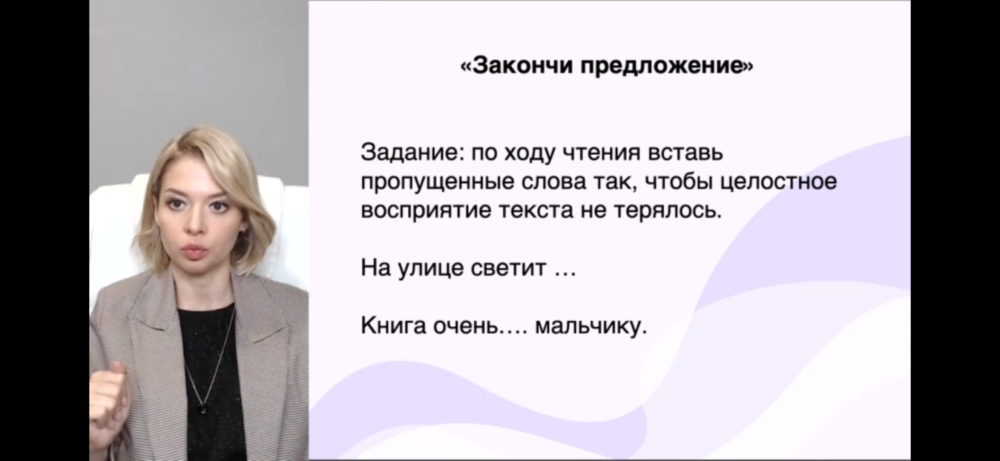 «Закончи предложение»
Задание: по ходу чтения вставь
пропущенные слова так, чтобы целостное
восприятие текста не терялось.
На улице светит …
Книга очень…. мальчику.